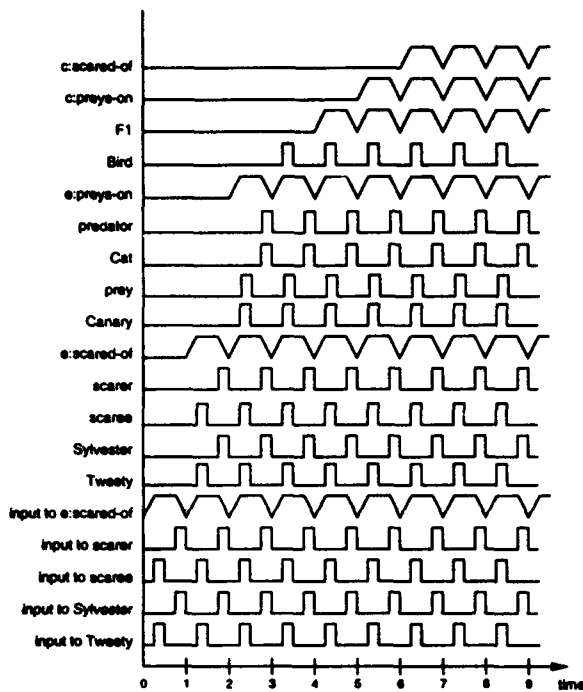 c:scared-of
c:preys-on
F1
Bird
e:preys-on
predator
Cat
prey
Canary
e:scared-of
scarer
scaree
Sylvester
Tweety
input to e:scared-of
input to scarer
input to scaree
input to Sylvester
input to Tweety
0 1 2 3 4 5 6 7 8 9 time